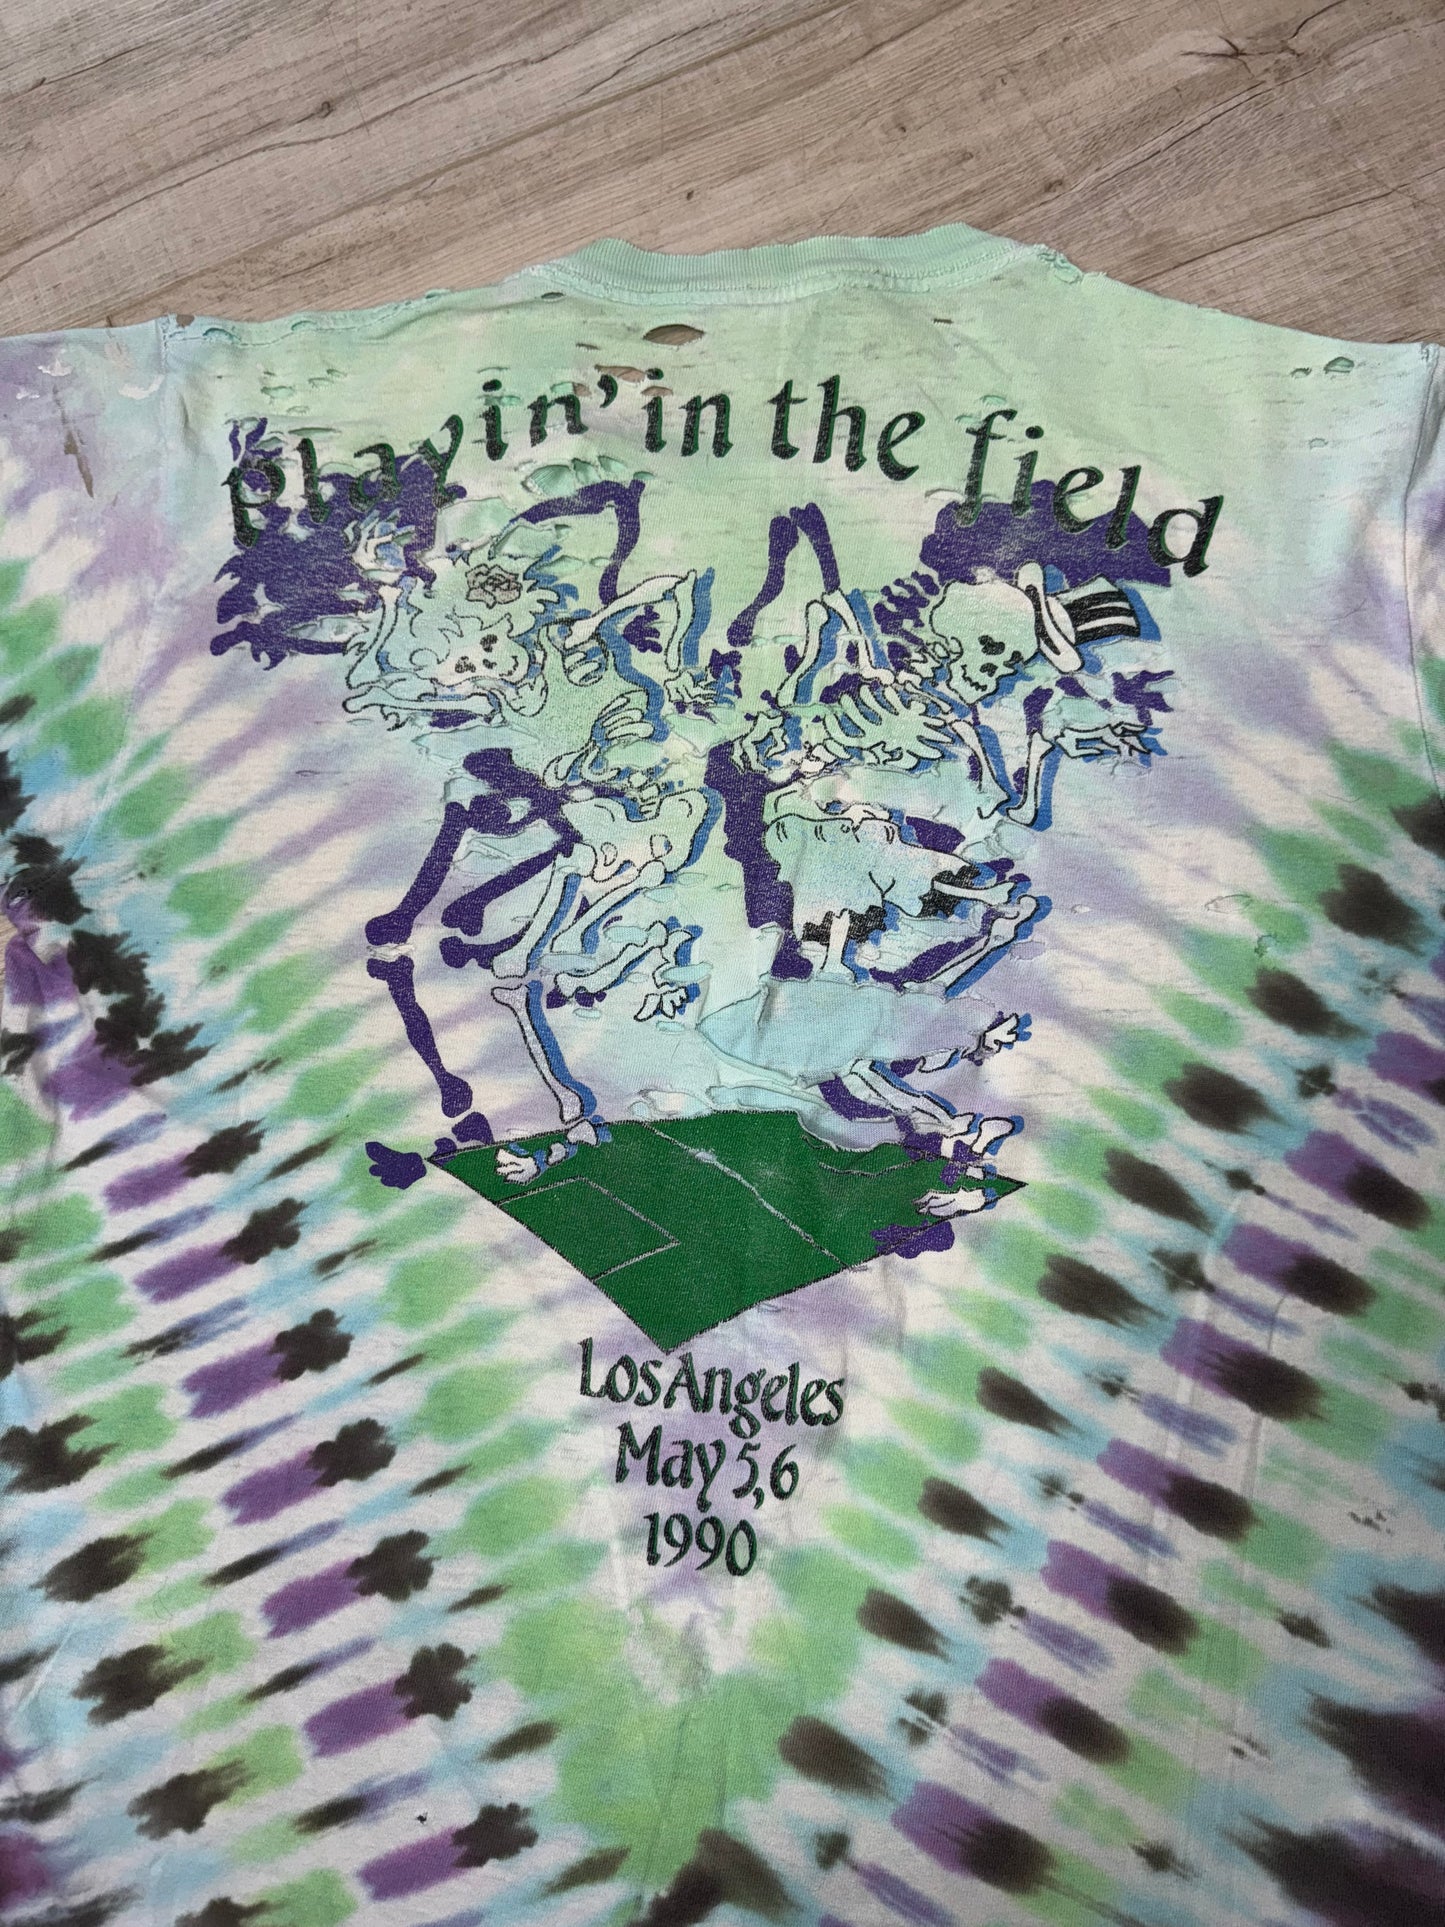 playin' in the field
Los Angeles
May 5, 6
1990